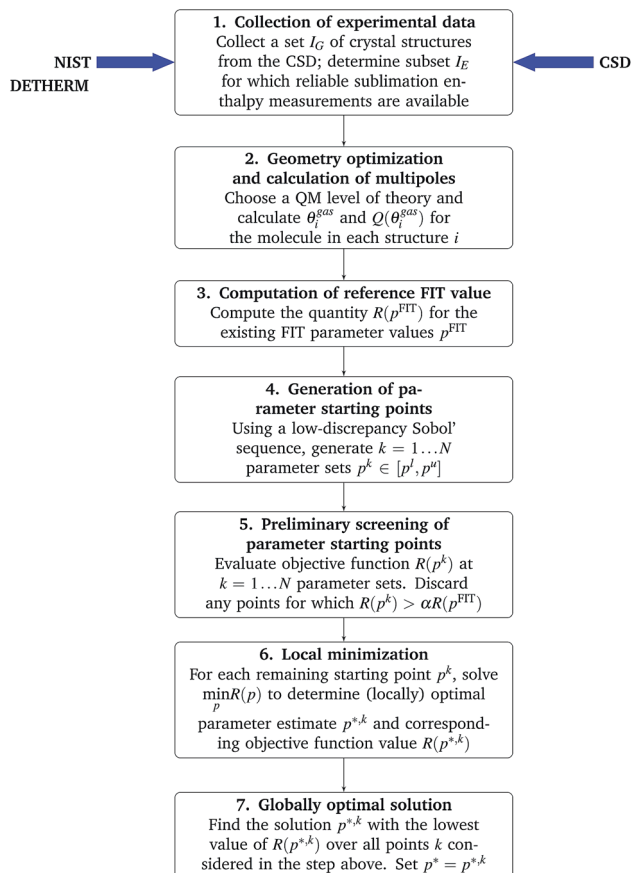 1. Collection of experimental data
Collect a set I_G of crystal structures
from the CSD; determine subset I_E
for which reliable sublimation en-
thalpy measurements are available
NIST
DETHERM
CSD
2. Geometry optimization
and calculation of multipoles
Choose a QM level of theory and
calculate θ_i^{gas} and Q(θ_i^{gas}) for
the molecule in each structure i
3. Computation of reference FIT value
Compute the quantity R(p^{FIT}) for the
existing FIT parameter values p^{FIT}
4. Generation of pa-
rameter starting points
Using a low-discrepancy Sobol’
sequence, generate k = 1…N
parameter sets p^k ∈ [p^l, p^u]
5. Preliminary screening of
parameter starting points
Evaluate objective function R(p^k) at
k = 1…N parameter sets. Discard
any points for which R(p^k) > αR(p^{FIT})
6. Local minimization
For each remaining starting point p^k, solve
min_p R(p) to determine (locally) optimal
parameter estimate p^{*,k} and correspond-
ing objective function value R(p^{*,k})
7. Globally optimal solution
Find the solution p^{*,k} with the lowest
value of R(p^{*,k}) over all points k con-
sidered in the step above. Set p^* = p^{*,k}